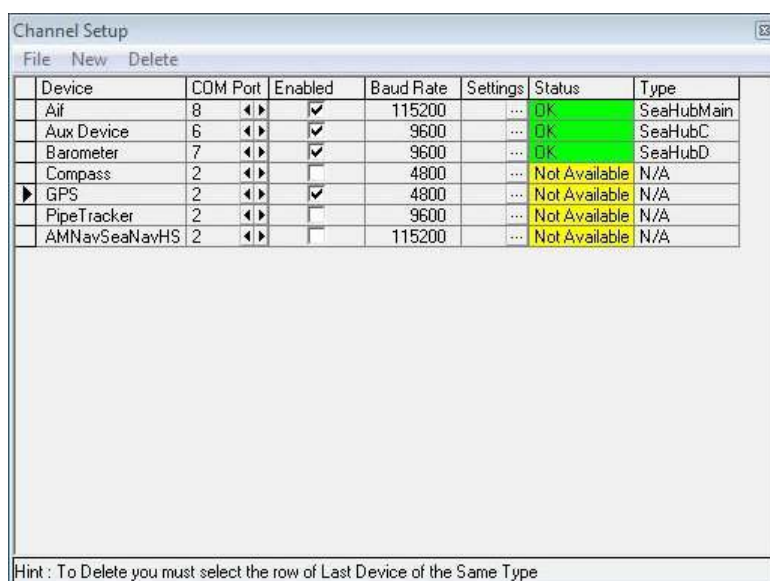 Channel Setup
File New Delete
Device COM Port Enabled Baud Rate Settings Status Type
Aif 8 115200 ... OK SeaHubMain
Aux Device 6 9600 ... OK SeaHubC
Barometer 7 9600 ... OK SeaHubD
Compass 2 4800 ... Not Available N/A
GPS 2 4800 ... Not Available N/A
PipeTracker 2 9600 ... Not Available N/A
AMNavSeaNavHS 2 115200 ... Not Available N/A
Hint : To Delete you must select the row of Last Device of the Same Type